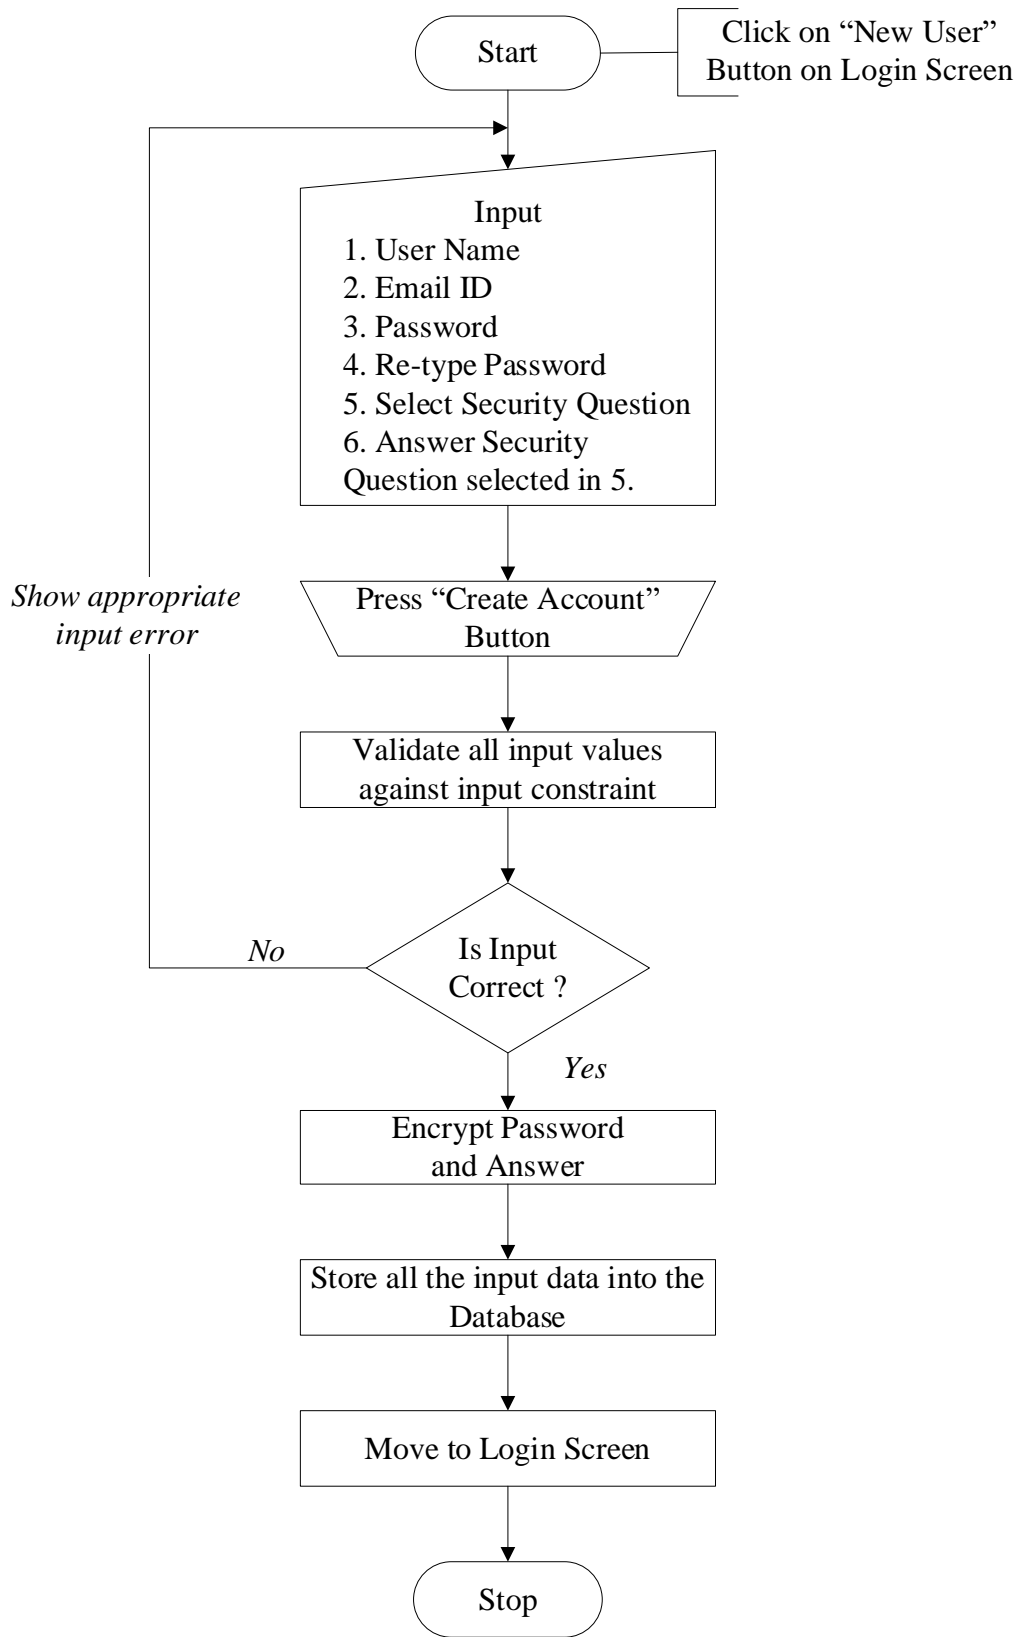 Start
Click on “New User”
Button on Login Screen
Input
1. User Name
2. Email ID
3. Password
4. Re-type Password
5. Select Security Question
6. Answer Security
Question selected in 5.
Show appropriate
input error
Press “Create Account”
Button
Validate all input values
against input constraint
No
Is Input
Correct ?
Yes
Encrypt Password
and Answer
Store all the input data into the
Database
Move to Login Screen
Stop